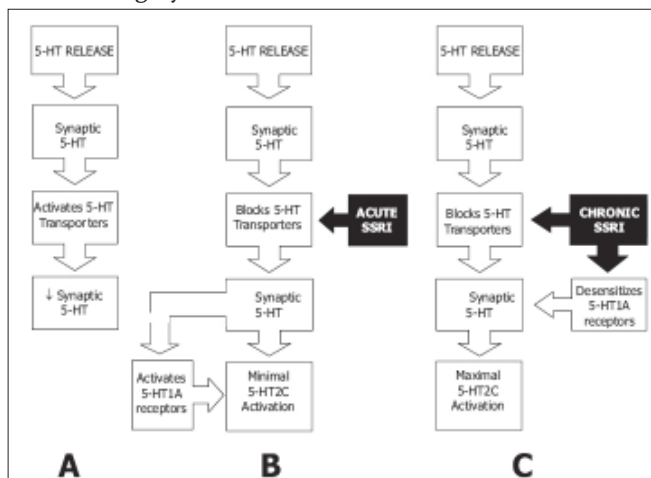 5-HT RELEASE
Synaptic
5-HT
Activates 5-HT
Transporters
↓ Synaptic
5-HT
A
5-HT RELEASE
Synaptic
5-HT
Blocks 5-HT
Transporters
ACUTE
SSRI
Synaptic
5-HT
Activates
5-HT1A
receptors
Minimal
5-HT2C
Activation
B
5-HT RELEASE
Synaptic
5-HT
Blocks 5-HT
Transporters
CHRONIC
SSRI
Synaptic
5-HT
Desensitizes
5-HT1A
receptors
Maximal
5-HT2C
Activation
C